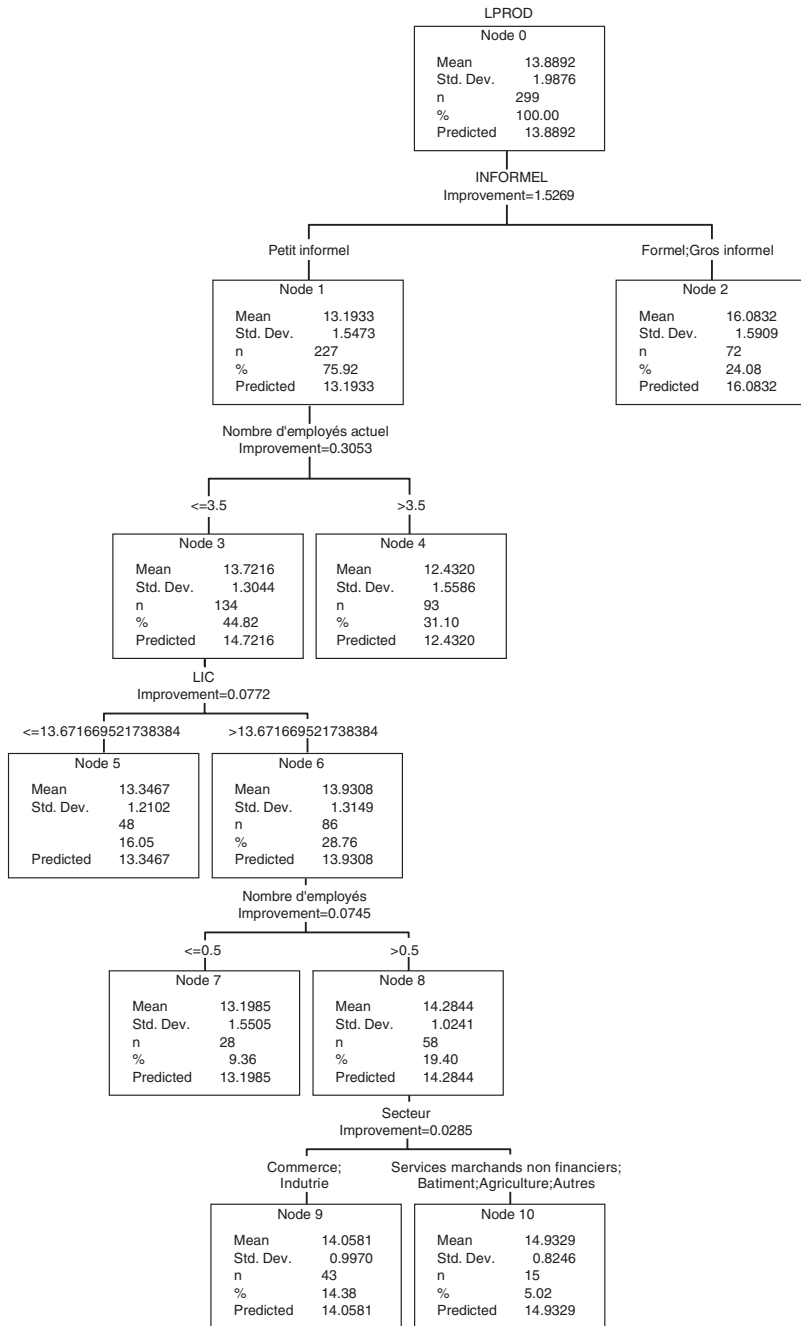 LPROD
Node 0
Mean 13.8892
Std. Dev. 1.9876
n 299
% 100.00
Predicted 13.8892
INFORMEL
Improvement=1.5269
Petit informel
Formel;Gros informel
Node 1
Mean 13.1933
Std. Dev. 1.5473
n 227
% 75.92
Predicted 13.1933
Node 2
Mean 16.0832
Std. Dev. 1.5909
n 72
% 24.08
Predicted 16.0832
Nombre d'employés actuel
Improvement=0.3053
<=3.5
>3.5
Node 3
Mean 13.7216
Std. Dev. 1.3044
n 134
% 44.82
Predicted 14.7216
Node 4
Mean 12.4320
Std. Dev. 1.5586
n 93
% 31.10
Predicted 12.4320
LIC
Improvement=0.0772
<=13.671669521738384
>13.671669521738384
Node 5
Mean 13.3467
Std. Dev. 1.2102
48
16.05
Predicted 13.3467
Node 6
Mean 13.9308
Std. Dev. 1.3149
n 86
% 28.76
Predicted 13.9308
Nombre d'employés
Improvement=0.0745
<=0.5
>0.5
Node 7
Mean 13.1985
Std. Dev. 1.5505
n 28
% 9.36
Predicted 13.1985
Node 8
Mean 14.2844
Std. Dev. 1.0241
n 58
% 19.40
Predicted 14.2844
Secteur
Improvement=0.0285
Commerce;
Indutrie
Services marchands non financiers;
Batiment;Agriculture;Autres
Node 9
Mean 14.0581
Std. Dev. 0.9970
n 43
% 14.38
Predicted 14.0581
Node 10
Mean 14.9329
Std. Dev. 0.8246
n 15
% 5.02
Predicted 14.9329